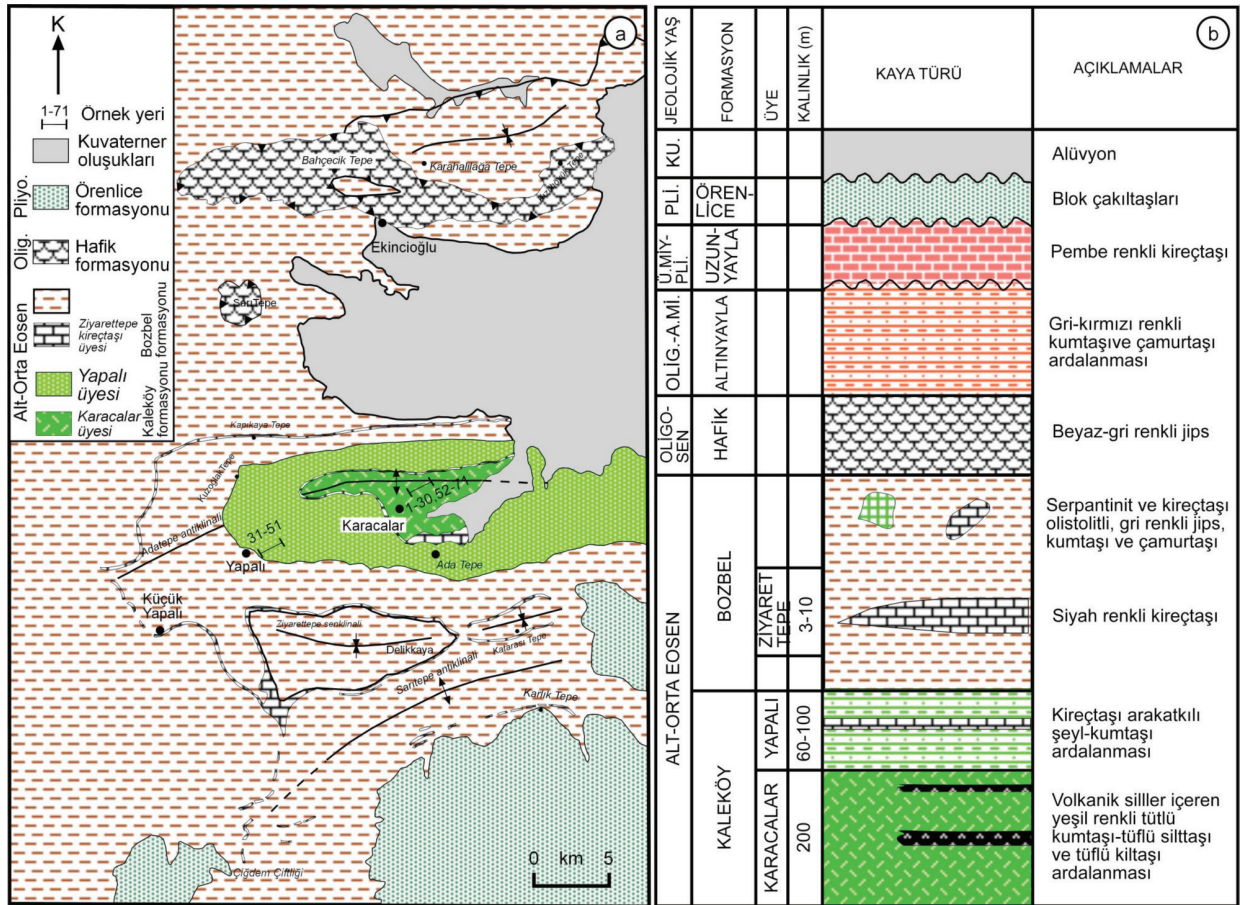 K
1-71
Örnek yeri
Kuvaterner
oluşukları
Pliyo.
Örenlice
formasyonu
Olig.
Hafik
formasyonu
Alt-Orta Eosen
Ziyarettepe
kireçtaşı
üyesi
Bozbel
formasyonu
Yapalı
üyesi
Karacalar
üyesi
Kaleköy
formasyonu
a
Bahçecik Tepe
Karahalilağa Tepe
Ekincioğlu
Sarı Tepe
Kapıkaya Tepe
Kuzoğlak Tepe
1-30,52-71
Karacalar
31-51
Adatepe antiklinali
Yapalı
Ada Tepe
Küçük
Yapalı
Ziyarettepe senklinali
Delikkaya
Katarası Tepe
Sarıtepe antiklinali
Karlık Tepe
Çiğdem Çiftliği
0 km 5
b
JEOLOJİK YAŞ
FORMASYON
ÜYE
KALINLIK (m)
KAYA TÜRÜ
AÇIKLAMALAR
KU.
Alüvyon
PLİ.
ÖREN-
LİCE
Blok çakıltaşları
Ü.MİY-
PLİ.
UZUN-
YAYLA
Pembe renkli kireçtaşı
OLİG.-A.Mİ.
ALTINYAYLA
Gri-kırmızı renkli
kumtaşıve çamurtaşı
ardalanması
OLİGO-
SEN
HAFİK
Beyaz-gri renkli jips
ALT-ORTA EOSEN
BOZBEL
Serpantinit ve kireçtaşı
olistolitli, gri renkli jips,
kumtaşı ve çamurtaşı
ZİYARET
TEPE
3-10
Siyah renkli kireçtaşı
KALEKÖY
YAPALI
60-100
Kireçtaşı arakatkılı
şeyl-kumtaşı
ardalanması
KARACALAR
200
Volkanik silller içeren
yeşil renkli tütlü
kumtaşı-tüflü silttaşı
ve tüflü kiltaşı
ardalanması